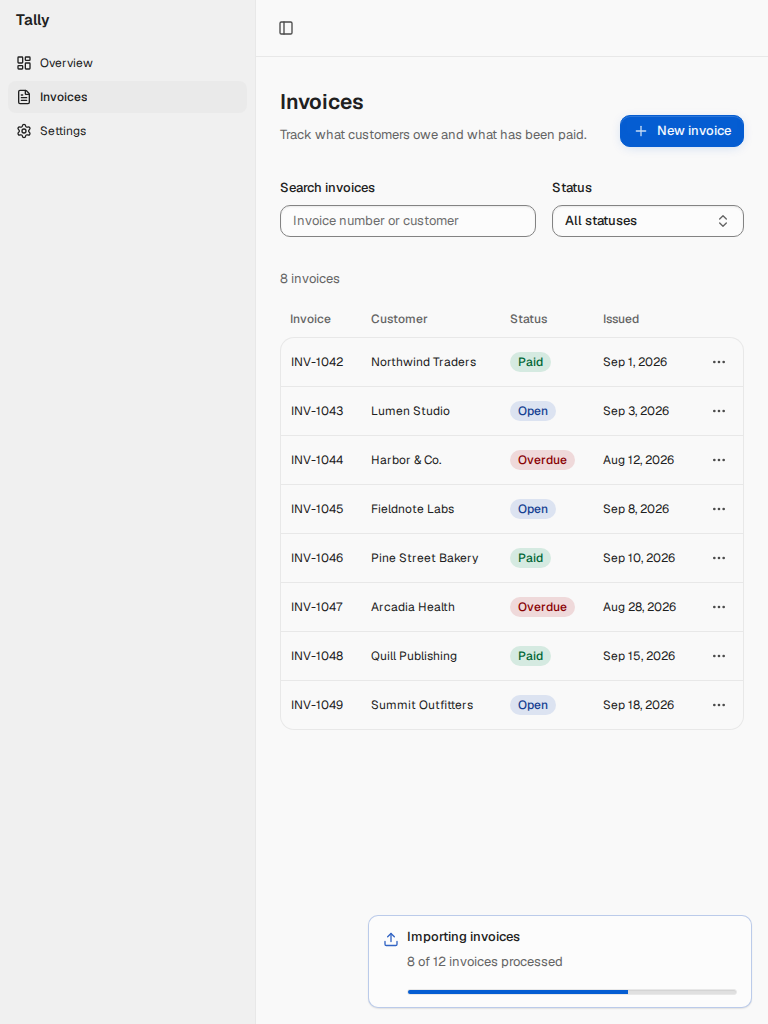 Tally
Overview
Invoices
Settings
Invoices
Track what customers owe and what has been paid.
New invoice
Search invoices
Status
Invoice number or customer
All statuses
8 invoices
Invoice Customer Status Issued
INV-1042 Northwind Traders Paid Sep 1, 2026
INV-1043 Lumen Studio Open Sep 3, 2026
INV-1044 Harbor & Co. Overdue Aug 12, 2026
INV-1045 Fieldnote Labs Open Sep 8, 2026
INV-1046 Pine Street Bakery Paid Sep 10, 2026
INV-1047 Arcadia Health Overdue Aug 28, 2026
INV-1048 Quill Publishing Paid Sep 15, 2026
INV-1049 Summit Outfitters Open Sep 18, 2026
Importing invoices
8 of 12 invoices processed